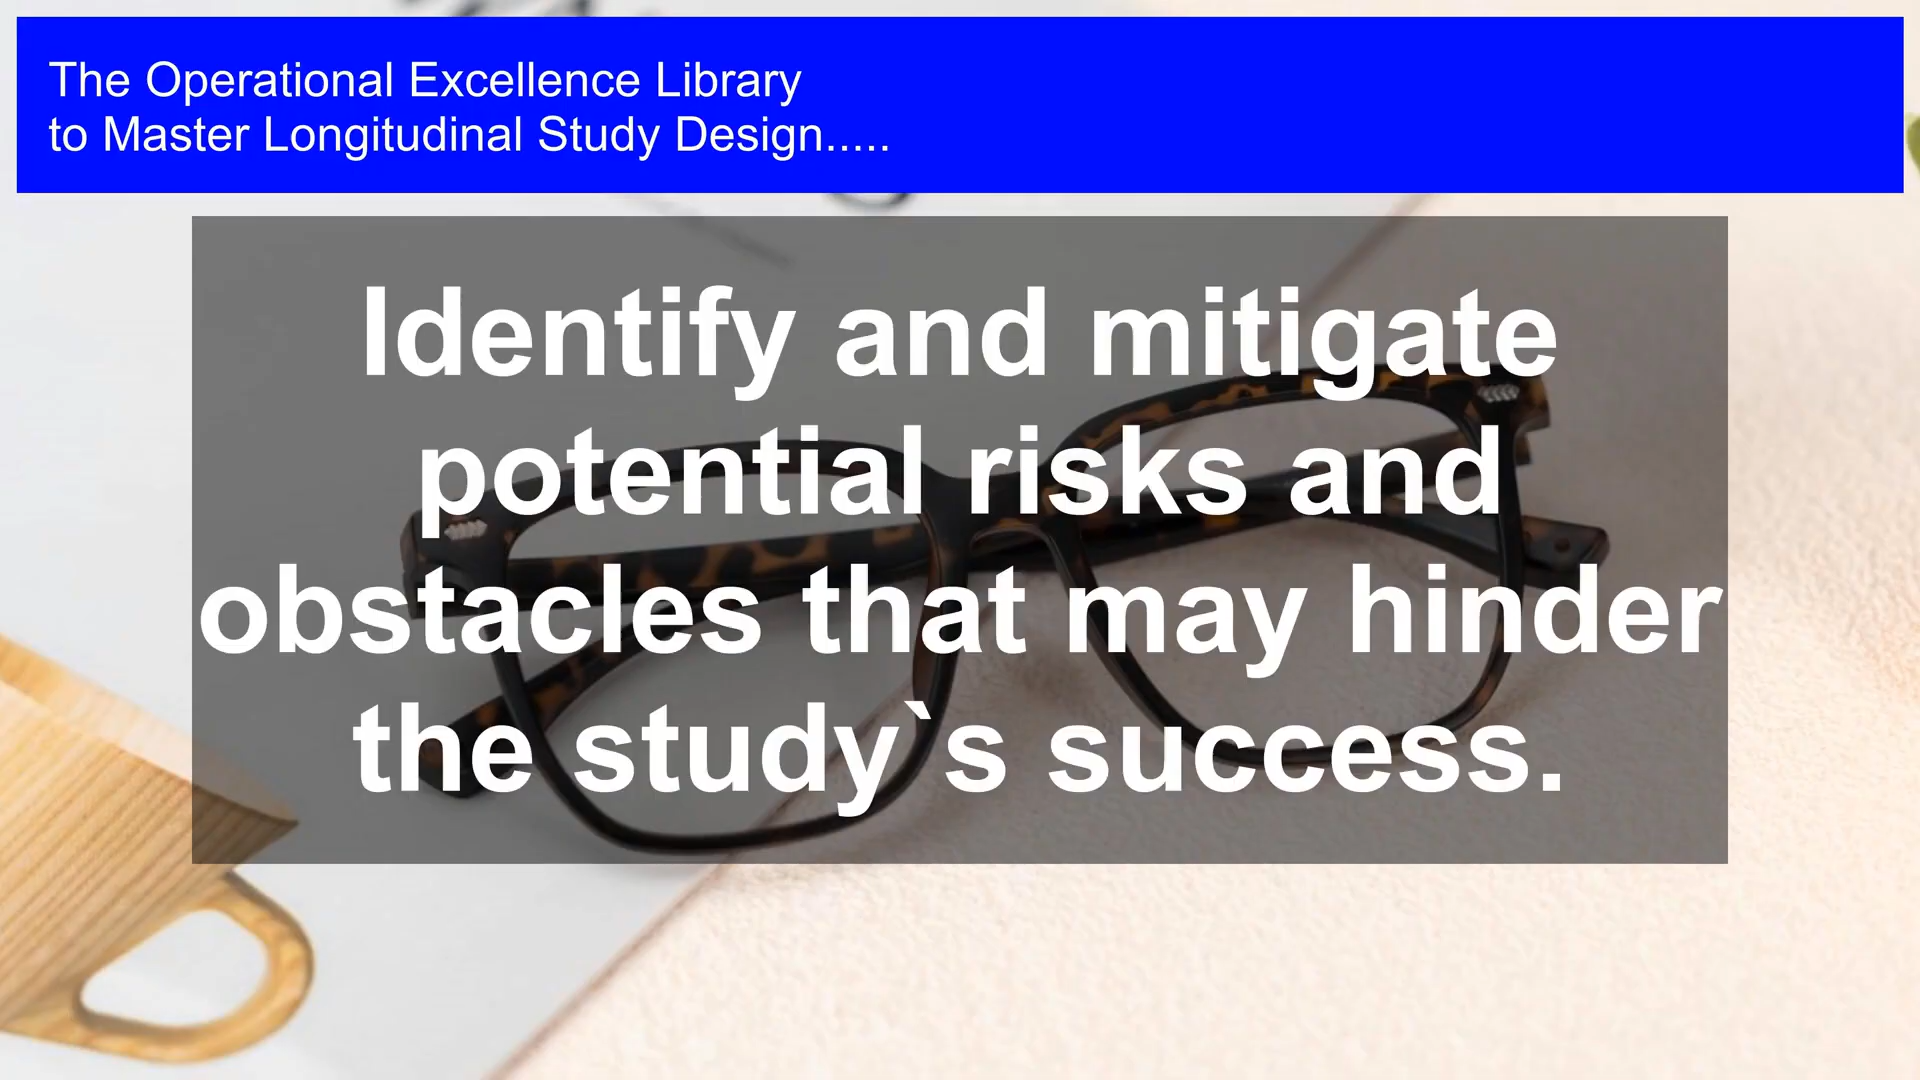 The Operational Excellence Library
to Master Longitudinal Study Design.....
Identify and mitigate
potential risks and
obstacles that may hinder
the study`s success.